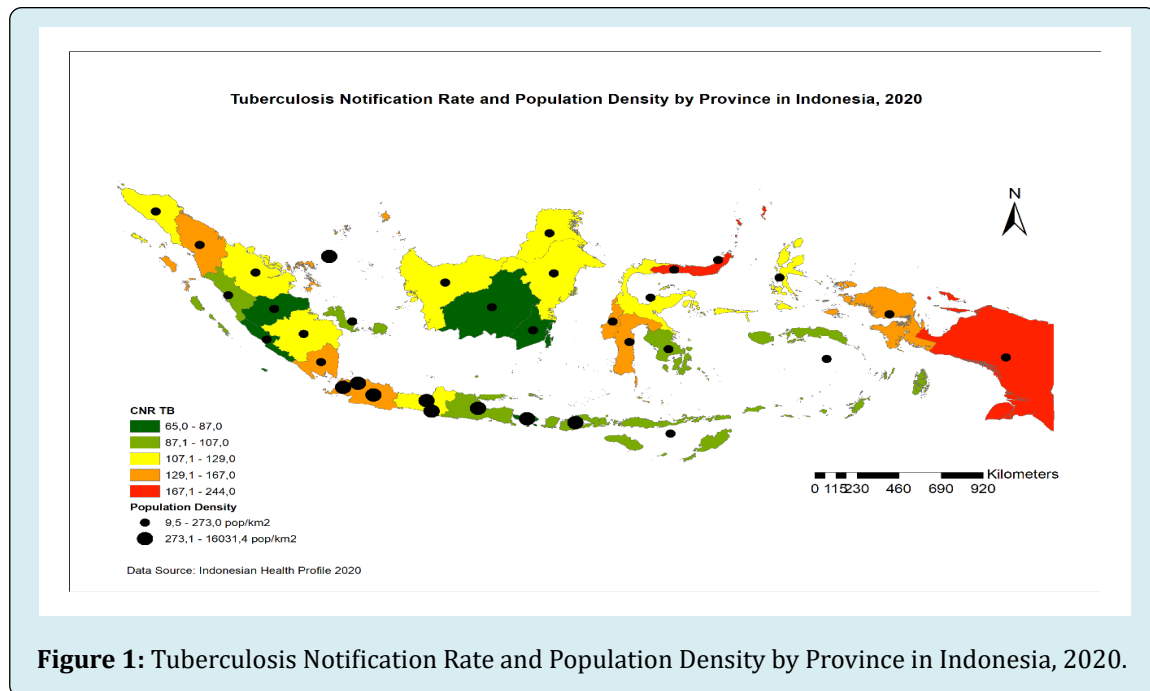 Tuberculosis Notification Rate and Population Density by Province in Indonesia, 2020
N
CNR TB
65,0 - 87,0
87,1 - 107,0
107,1 - 129,0
129,1 - 167,0
167,1 - 244,0
Population Density
9,5 - 273,0 pop/km2
273,1 - 16031,4 pop/km2
Kilometers
0 115230 460 690 920
Data Source: Indonesian Health Profile 2020
Figure 1: Tuberculosis Notification Rate and Population Density by Province in Indonesia, 2020.